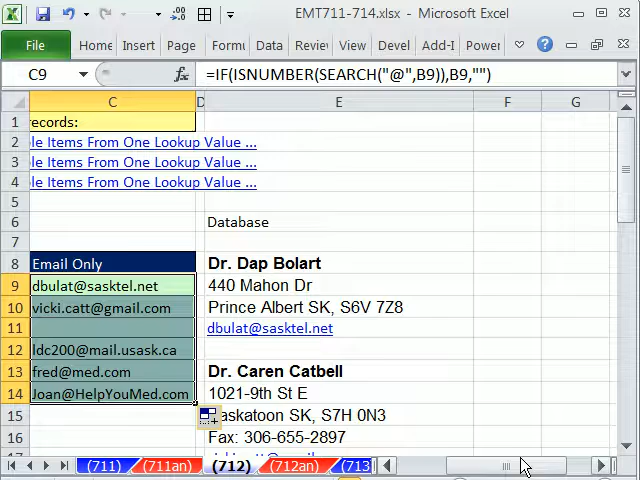 EMT711-714.xlsx - Microsoft Excel
File Home Insert Page Formu Data Revie View Devel Add-I Power
C9 fx =IF(ISNUMBER(SEARCH("@",B9)),B9,"")
C D E F G
1 records:
2 ple Items From One Lookup Value ...
3 ple Items From One Lookup Value ...
4 ple Items From One Lookup Value ...
5
6 Database
7
8 Email Only Dr. Dap Bolart
9 dbulat@sasktel.net 440 Mahon Dr
10 vicki.catt@gmail.com Prince Albert SK, S6V 7Z8
11 dbulat@sasktel.net
12 ldc200@mail.usask.ca
13 fred@med.com Dr. Caren Catbell
14 Joan@HelpYouMed.com 1021-9th St E
15 Saskatoon SK, S7H 0N3
16 Fax: 306-655-2897
(711) (711an) (712) (712an) (713